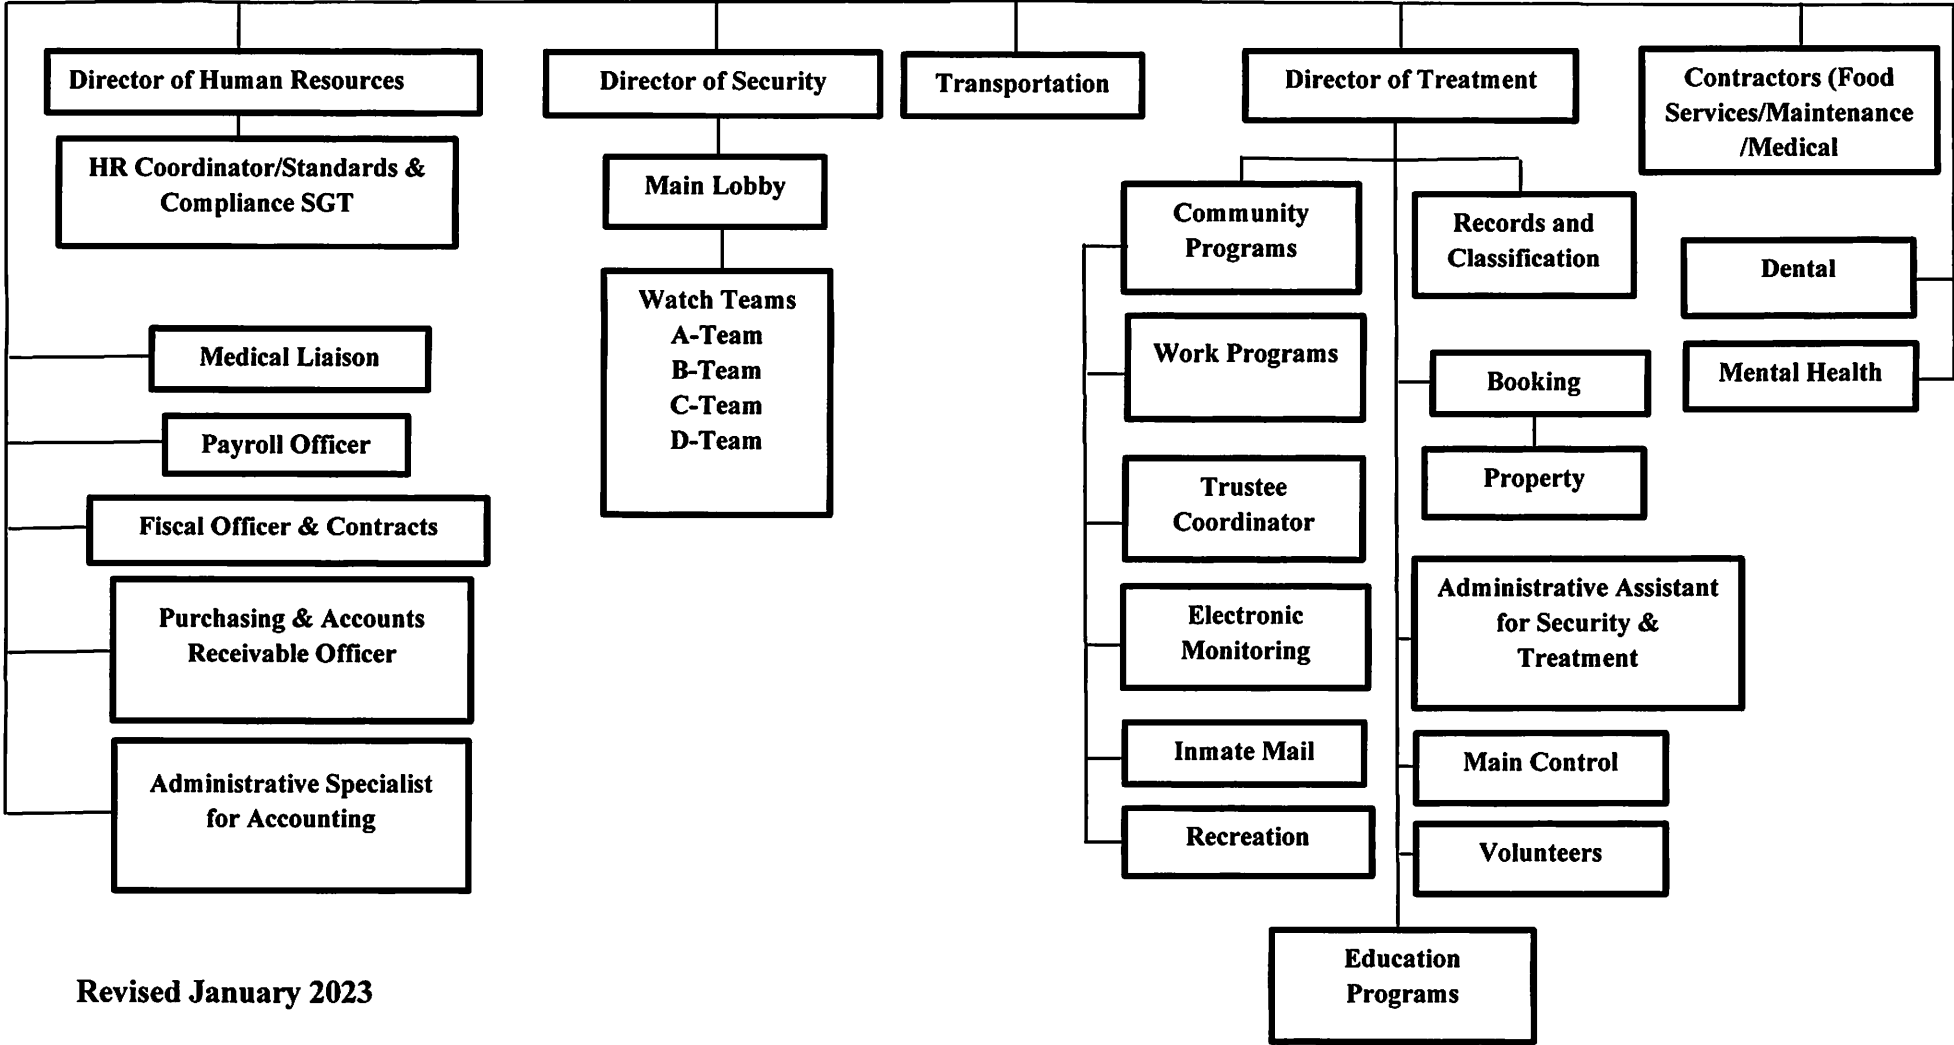 Director of Human Resources
HR Coordinator/Standards &
Compliance SGT
Medical Liaison
Payroll Officer
Fiscal Officer & Contracts
Purchasing & Accounts
Receivable Officer
Administrative Specialist
for Accounting
Director of Security
Main Lobby
Watch Teams
A-Team
B-Team
C-Team
D-Team
Transportation
Director of Treatment
Community
Programs
Work Programs
Trustee
Coordinator
Electronic
Monitoring
Inmate Mail
Recreation
Records and
Classification
Booking
Property
Administrative Assistant
for Security &
Treatment
Main Control
Volunteers
Education
Programs
Contractors (Food
Services/Maintenance
/Medical
Dental
Mental Health
Revised January 2023